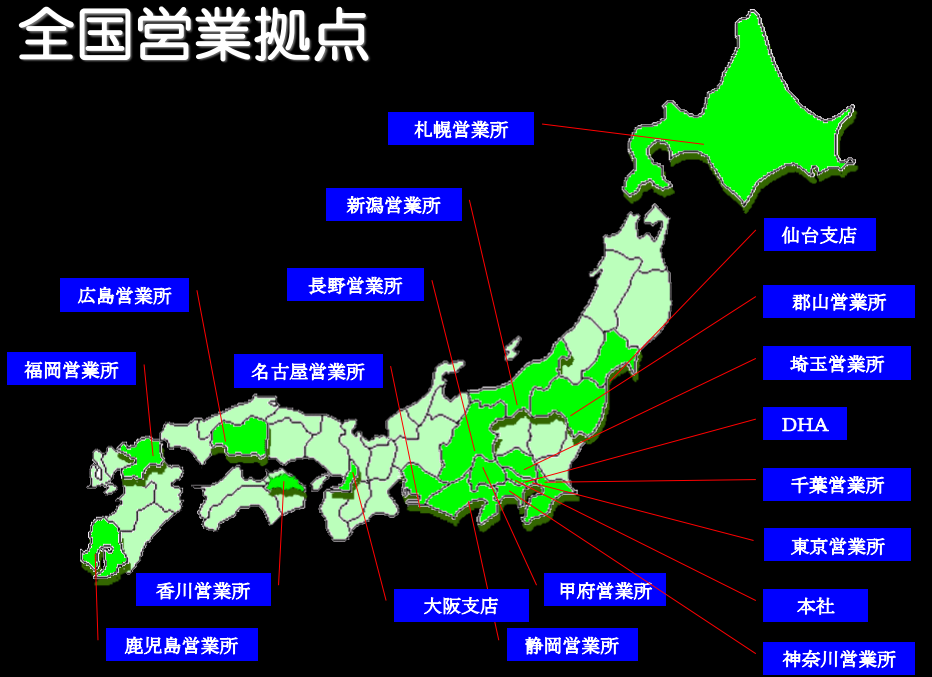 全国営業拠点
札幌営業所
新潟営業所
仙台支店
長野営業所
広島営業所
郡山営業所
福岡営業所
名古屋営業所
埼玉営業所
DHA
千葉営業所
東京営業所
香川営業所
甲府営業所
大阪支店
本社
鹿児島営業所
静岡営業所
神奈川営業所